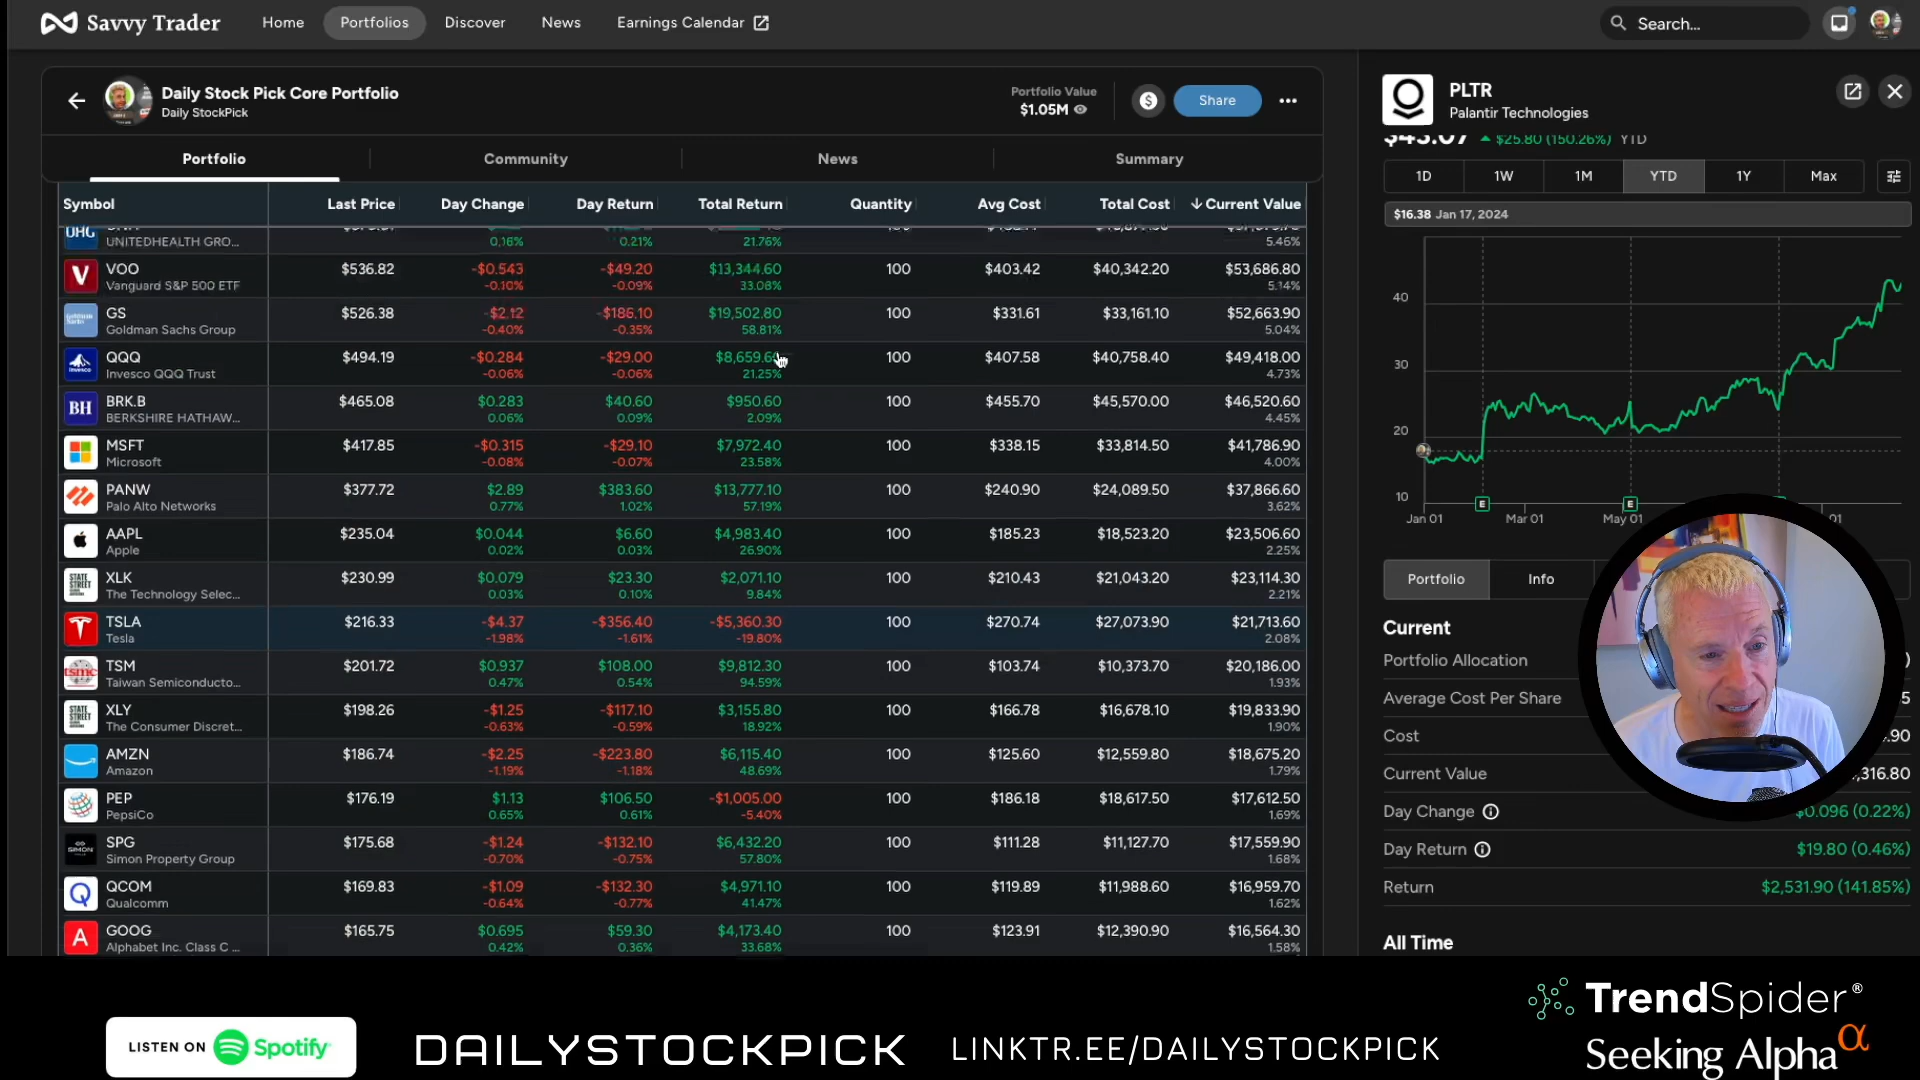 Savvy Trader
Home
Portfolios
Discover
News
Earnings Calendar
Search...
Daily Stock Pick Core Portfolio
Daily StockPick
Portfolio Value
$1.05M
Share
Portfolio
Community
News
Summary
Symbol Last Price Day Change Day Return Total Return Quantity Avg Cost Total Cost Current Value
UHG
UNITEDHEALTH GRO... 0.16% 0.21% 21.76% 5.46%
VOO $536.82 -$0.543 -$49.20 $13,344.60 100 $403.42 $40,342.20 $53,686.80
Vanguard S&P 500 ETF -0.10% -0.09% 33.08% 5.14%
GS $526.38 -$2.12 -$186.10 $19,502.80 100 $331.61 $33,161.10 $52,663.90
Goldman Sachs Group -0.40% -0.35% 58.81% 5.04%
QQQ $494.19 -$0.284 -$29.00 $8,659.60 100 $407.58 $40,758.40 $49,418.00
Invesco QQQ Trust -0.06% -0.06% 21.25% 4.73%
BH BRK.B $465.08 $0.283 $40.60 $950.60 100 $455.70 $45,570.00 $46,520.60
BERKSHIRE HATHAW... 0.06% 0.09% 2.09% 4.45%
MSFT $417.85 -$0.315 -$29.10 $7,972.40 100 $338.15 $33,814.50 $41,786.90
Microsoft -0.08% -0.07% 23.58% 4.00%
PANW $377.72 $2.89 $383.60 $13,777.10 100 $240.90 $24,089.50 $37,866.60
Palo Alto Networks 0.77% 1.02% 57.19% 3.62%
AAPL $235.04 $0.044 $6.60 $4,983.40 100 $185.23 $18,523.20 $23,506.60
Apple 0.02% 0.03% 26.90% 2.25%
XLK $230.99 $0.079 $23.30 $2,071.10 100 $210.43 $21,043.20 $23,114.30
The Technology Selec... 0.03% 0.10% 9.84% 2.21%
TSLA $216.33 -$4.37 -$356.40 -$5,360.30 100 $270.74 $27,073.90 $21,713.60
Tesla -1.98% -1.61% -19.80% 2.08%
TSM $201.72 $0.937 $108.00 $9,812.30 100 $103.74 $10,373.70 $20,186.00
Taiwan Semiconducto... 0.47% 0.54% 94.59% 1.93%
XLY $198.26 -$1.25 -$117.10 $3,155.80 100 $166.78 $16,678.10 $19,833.90
The Consumer Discret... -0.63% -0.59% 18.92% 1.90%
AMZN $186.74 -$2.25 -$223.80 $6,115.40 100 $125.60 $12,559.80 $18,675.20
Amazon -1.19% -1.18% 48.69% 1.79%
PEP $176.19 $1.13 $106.50 -$1,005.00 100 $186.18 $18,617.50 $17,612.50
PepsiCo 0.65% 0.61% -5.40% 1.69%
SPG $175.68 -$1.24 -$132.10 $6,432.20 100 $111.28 $11,127.70 $17,559.90
Simon Property Group -0.70% -0.75% 57.80% 1.68%
QCOM $169.83 -$1.09 -$132.30 $4,971.10 100 $119.89 $11,988.60 $16,959.70
Qualcomm -0.64% -0.77% 41.47% 1.62%
A GOOG $165.75 $0.695 $59.30 $4,173.40 100 $123.91 $12,390.90 $16,564.30
Alphabet Inc. Class C ... 0.42% 0.36% 33.68% 1.58%
PLTR
Palantir Technologies
$25.80 (150.26%) YTD
1D 1W 1M YTD 1Y Max
$16.38 Jan 17, 2024
40
30
20
10
E E
Jan 01 Mar 01 May 01
Portfolio Info
Current
Portfolio Allocation
Average Cost Per Share
Cost .90
Current Value ,316.80
Day Change $0.096 (0.22%)
Day Return $19.80 (0.46%)
Return $2,531.90 (141.85%)
All Time
LISTEN ON Spotify
DAILYSTOCKPICK
LINKTR.EE/DAILYSTOCKPICK
TrendSpider®
Seeking Alpha α